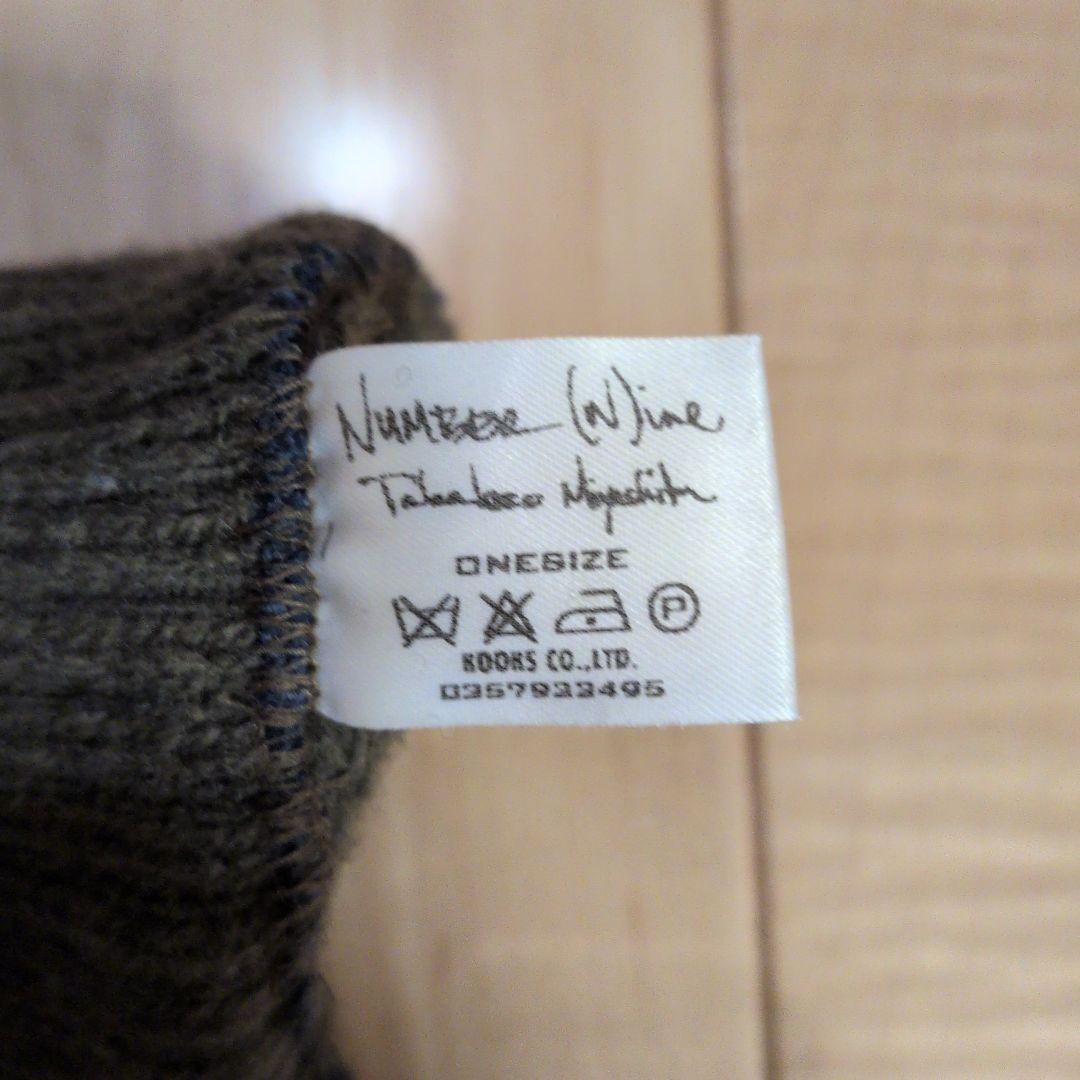 NUMBER (N)ine
Takahiro Miyashita
ONESIZE
P
KOOKS CO.,LTD.
0357933495